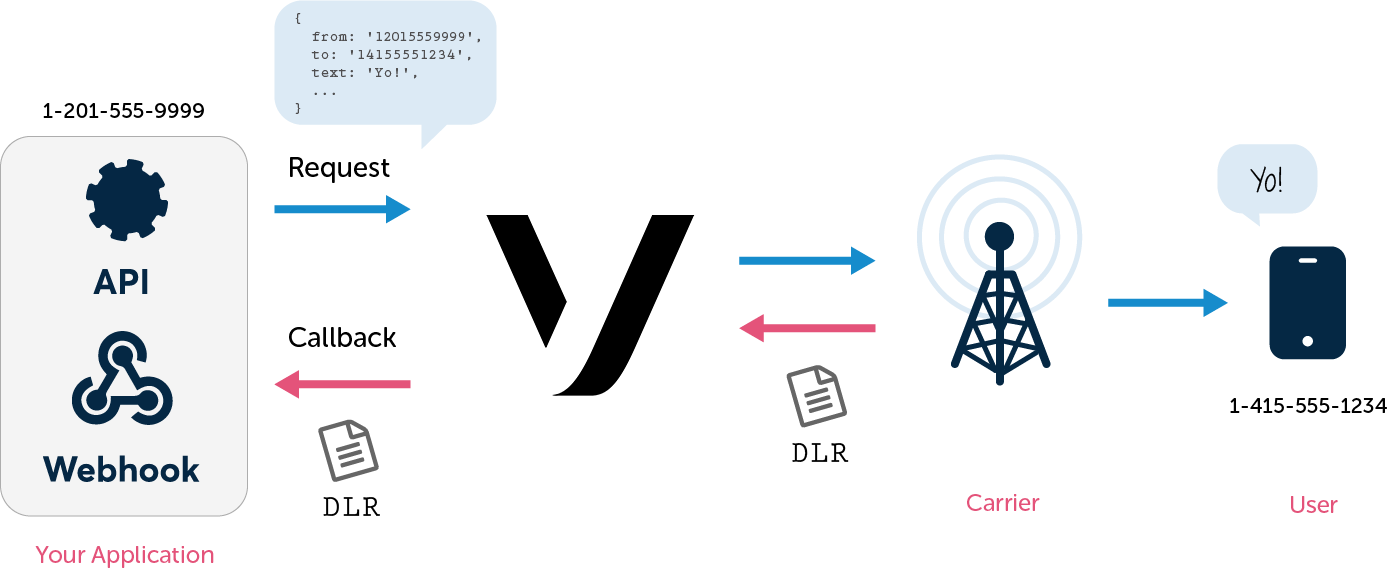 {
from: '12015559999',
to: '14155551234',
text: 'Yo!',
...
}
1-201-555-9999
Request
API
Callback
Webhook
DLR
Your Application
DLR
Carrier
Yo!
1-415-555-1234
User